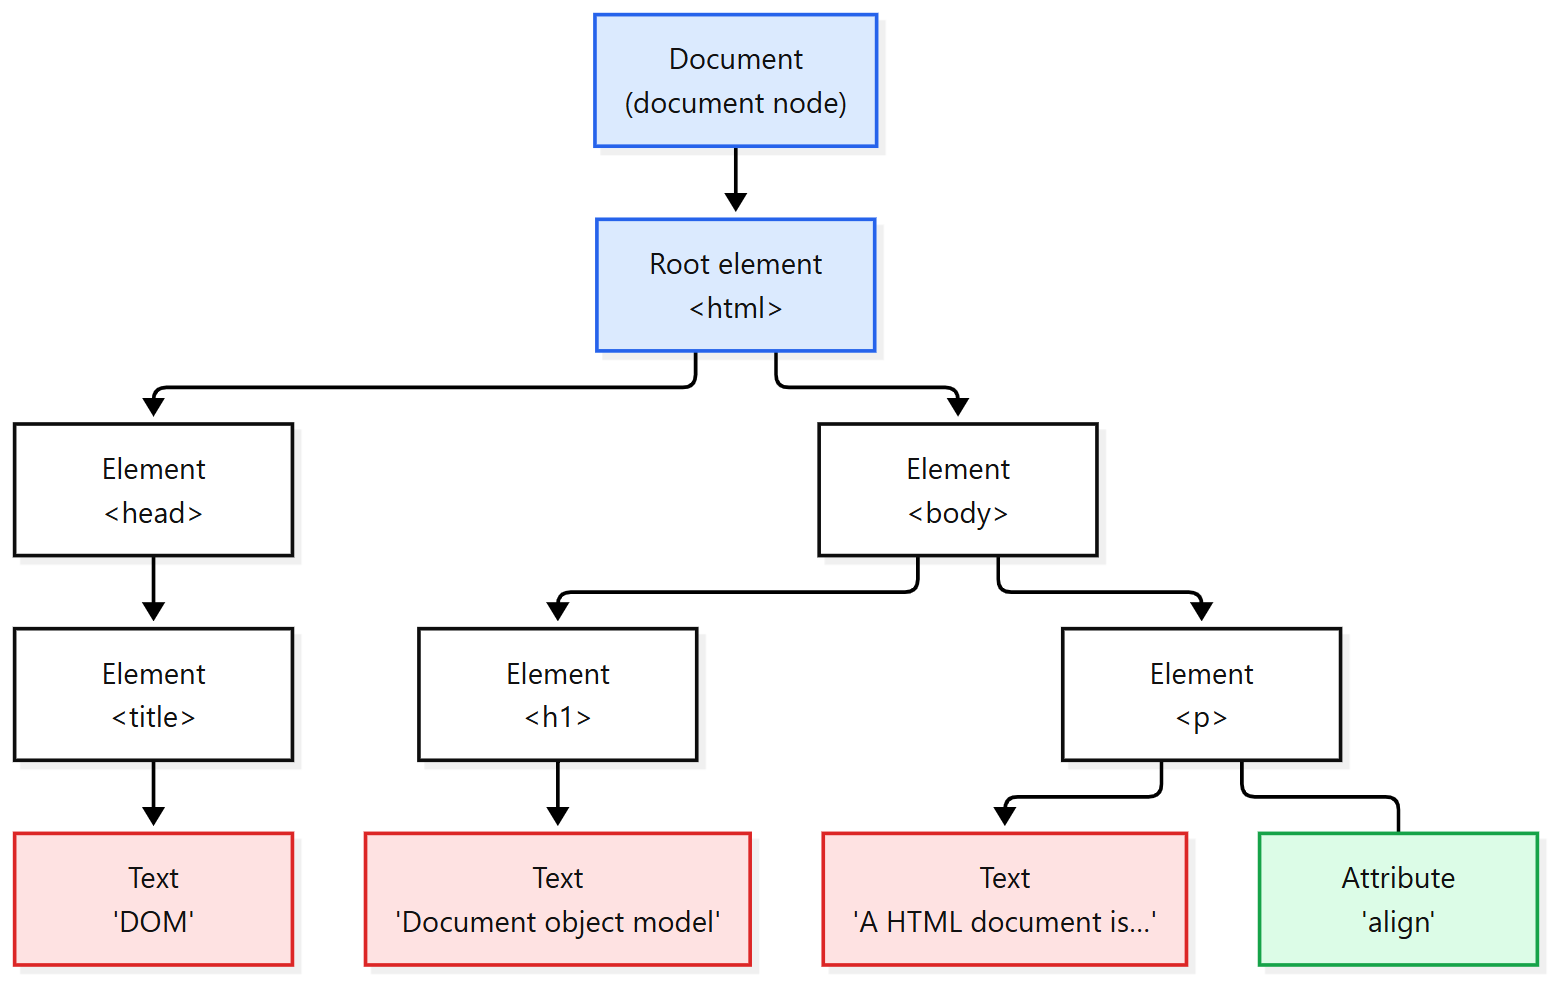 Document
(document node)
Root element
<html>
Element
<head>
Element
<body>
Element
<title>
Element
<h1>
Element
<p>
Text
'DOM'
Text
'Document object model'
Text
'A HTML document is...'
Attribute
'align'